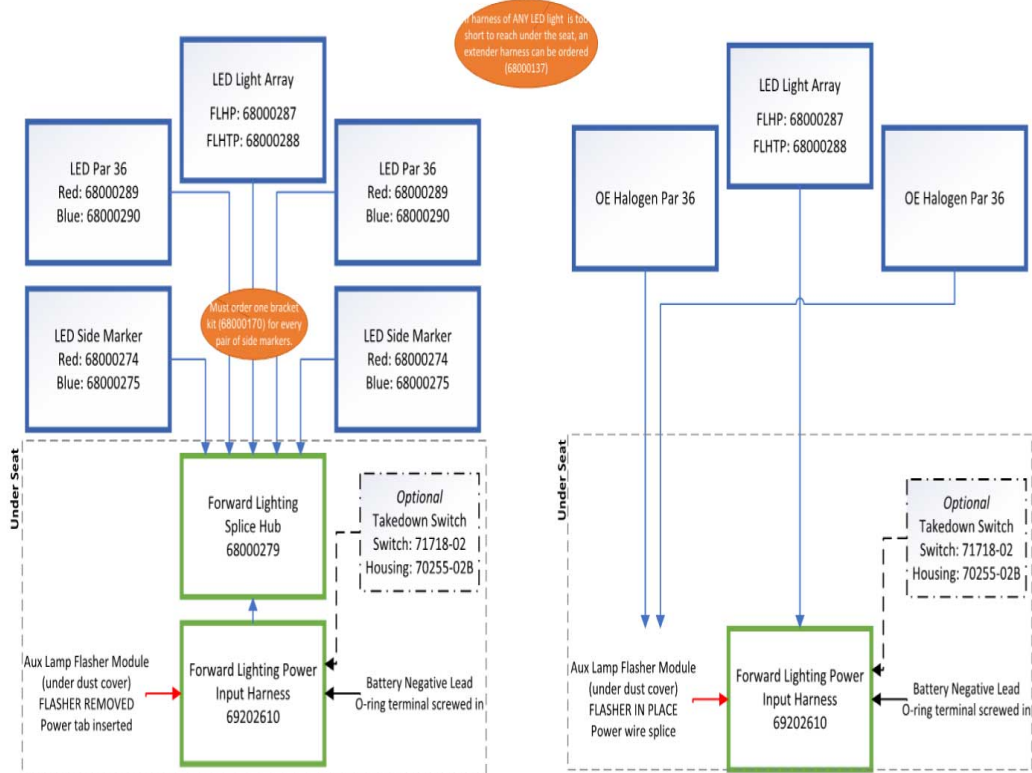 If harness of ANY LED light is too
short to reach under the seat, an
extender harness can be ordered
(68000137)
LED Light Array
FLHP: 68000287
FLHTP: 68000288
LED Par 36
Red: 68000289
Blue: 68000290
LED Par 36
Red: 68000289
Blue: 68000290
Must order one bracket
kit (68000170) for every
pair of side markers.
LED Side Marker
Red: 68000274
Blue: 68000275
LED Side Marker
Red: 68000274
Blue: 68000275
Under Seat
Forward Lighting
Splice Hub
68000279
Optional
Takedown Switch
Switch: 71718-02
Housing: 70255-02B
Aux Lamp Flasher Module
(under dust cover)
FLASHER REMOVED
Power tab inserted
Forward Lighting Power
Input Harness
69202610
Battery Negative Lead
O-ring terminal screwed in
LED Light Array
FLHP: 68000287
FLHTP: 68000288
OE Halogen Par 36
OE Halogen Par 36
Under Seat
Optional
Takedown Switch
Switch: 71718-02
Housing: 70255-02B
Aux Lamp Flasher Module
(under dust cover)
FLASHER IN PLACE
Power wire splice
Forward Lighting Power
Input Harness
69202610
Battery Negative Lead
O-ring terminal screwed in